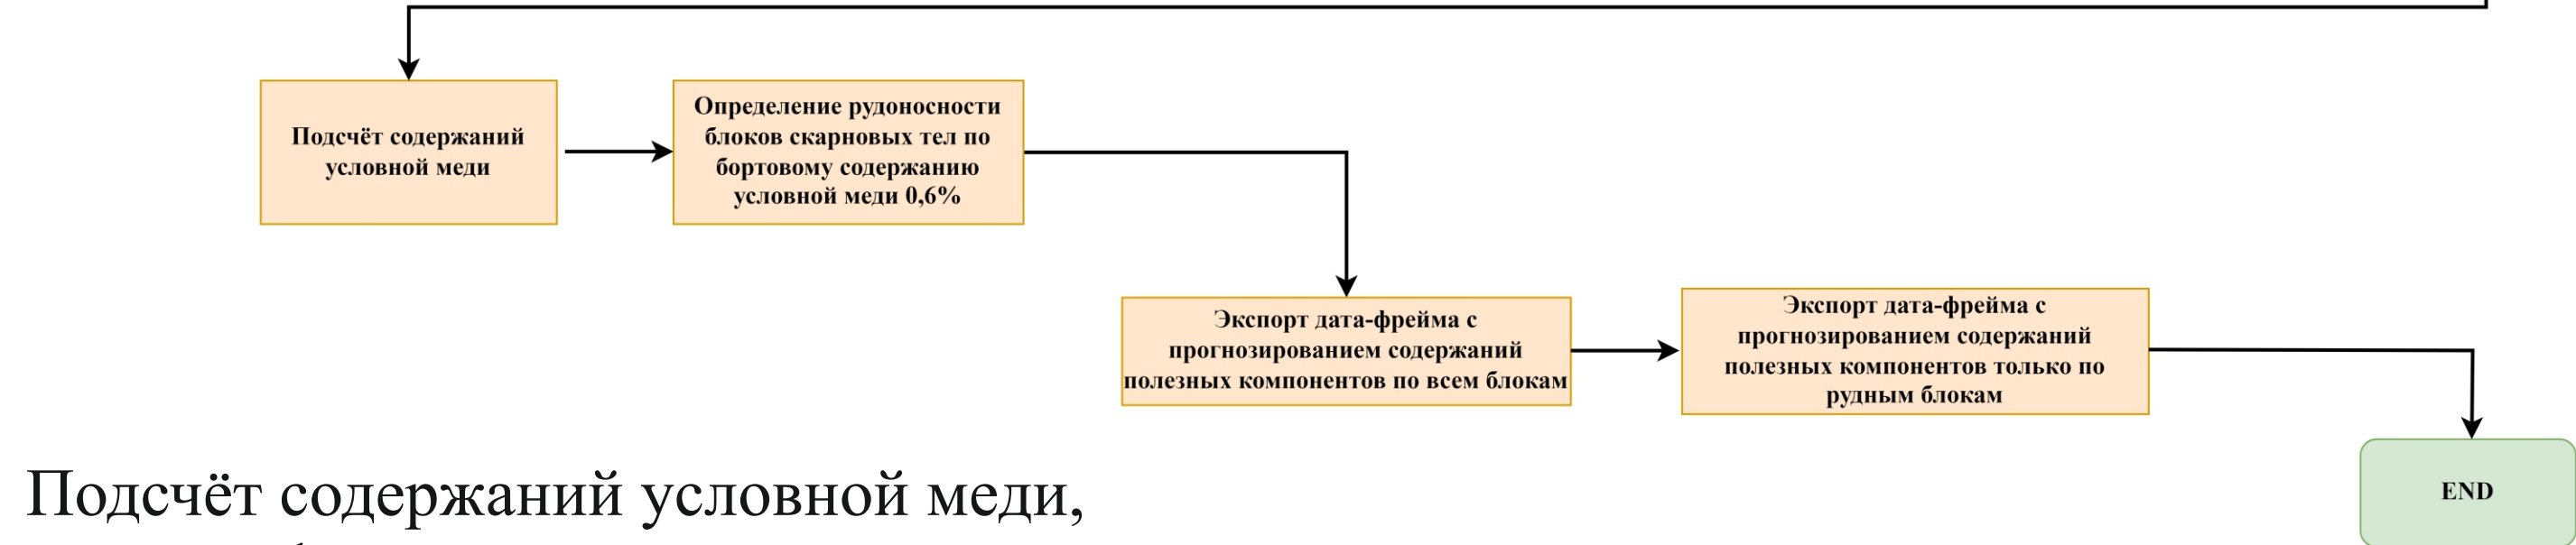 Подсчёт содержаний
условной меди
Определение рудоносности
блоков скарновых тел по
бортовому содержанию
условной меди 0,6%
Экспорт дата-фрейма с
прогнозированием содержаний
полезных компонентов по всем блокам
Экспорт дата-фрейма с
прогнозированием содержаний
полезных компонентов только по
рудным блокам
END
Подсчёт содержаний условной меди,